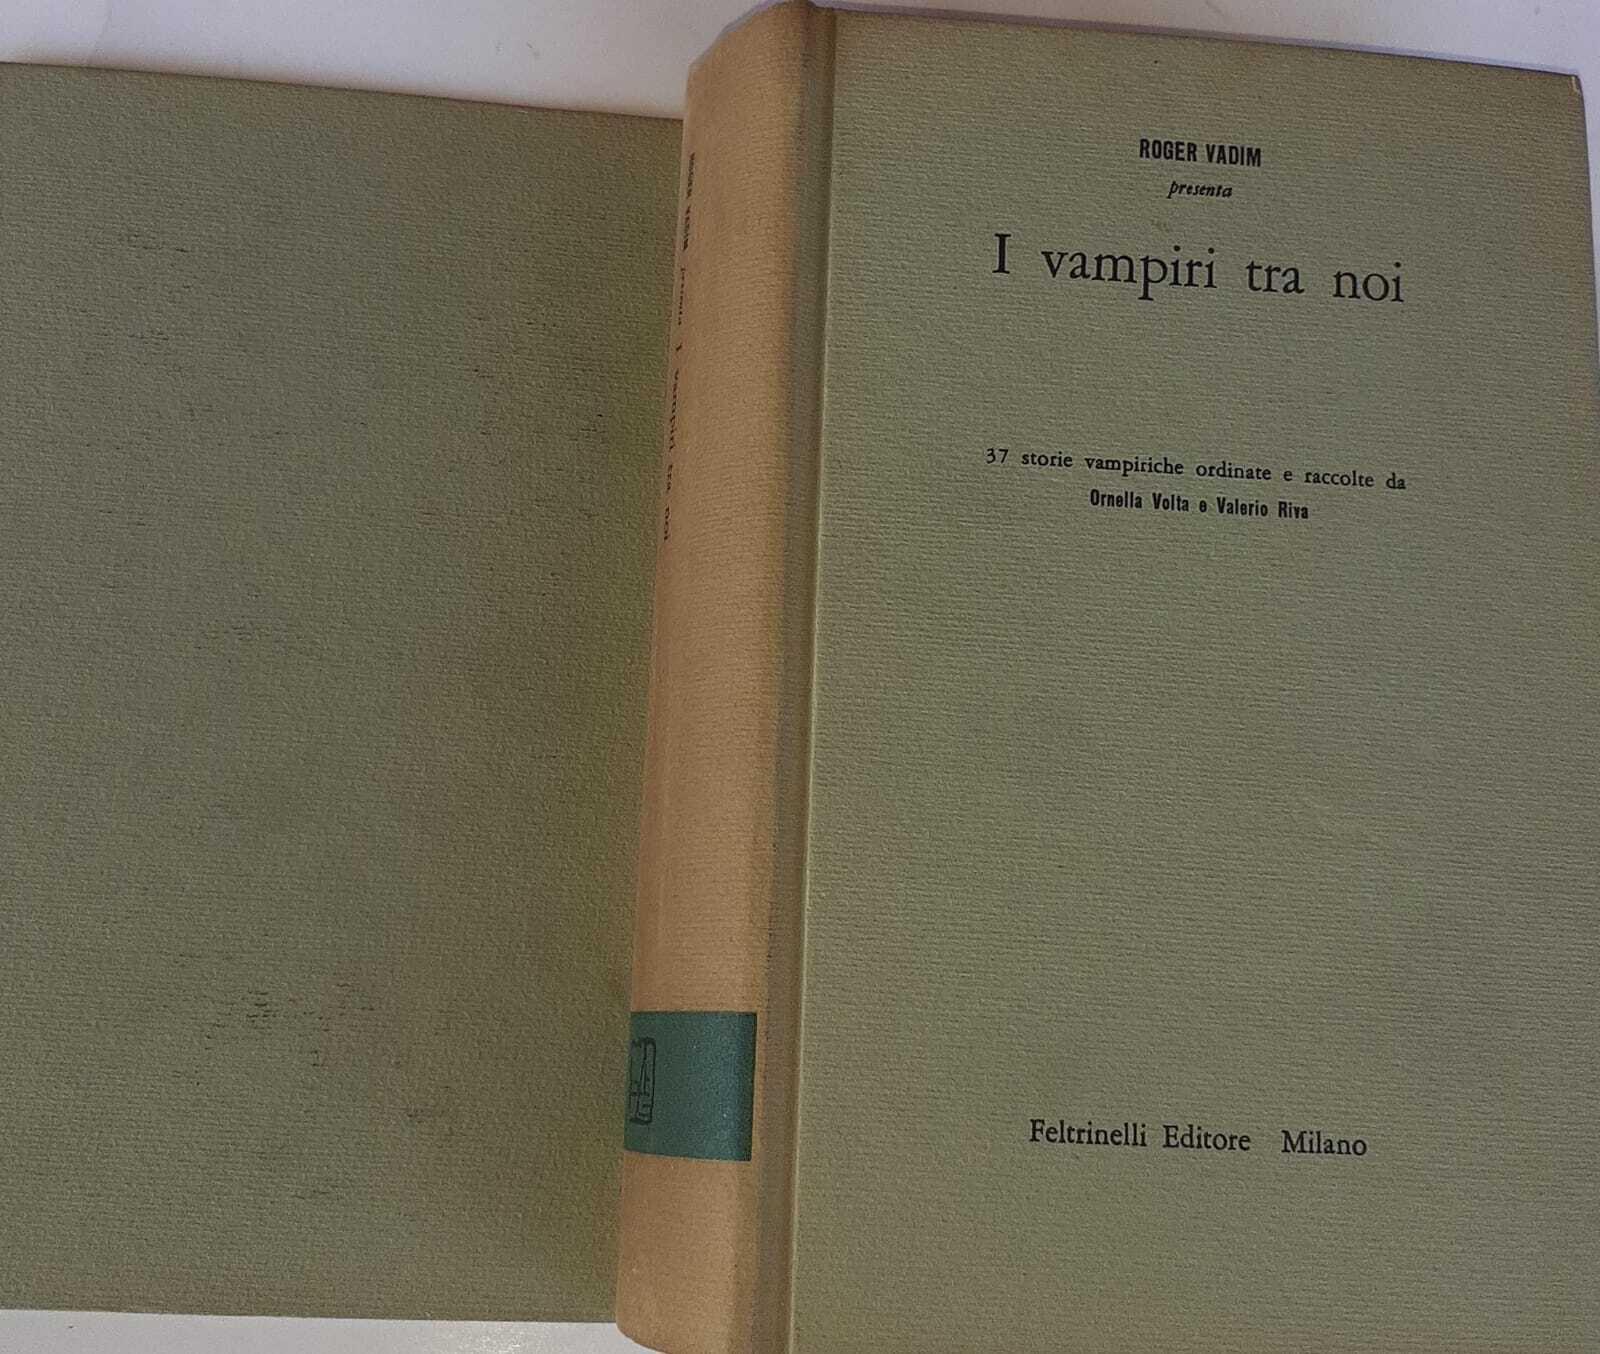 ROGER VADIM presenta I vampiri tra noi
ROGER VADIM
presenta
I vampiri tra noi
37 storie vampiriche ordinate e raccolte da
Ornella Volta e Valerio Riva
Feltrinelli Editore Milano